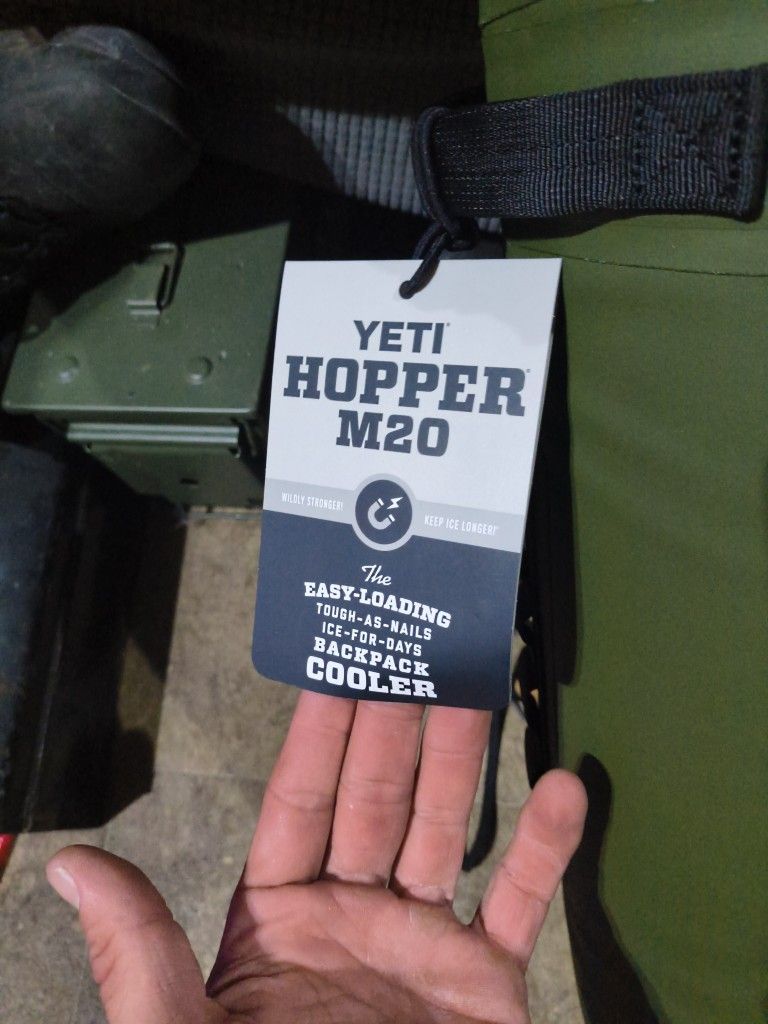 YETI
HOPPER
M20
WILDLY STRONGER!
KEEP ICE LONGER!
The
EASY-LOADING
TOUGH-AS-NAILS
ICE-FOR-DAYS
BACKPACK
COOLER